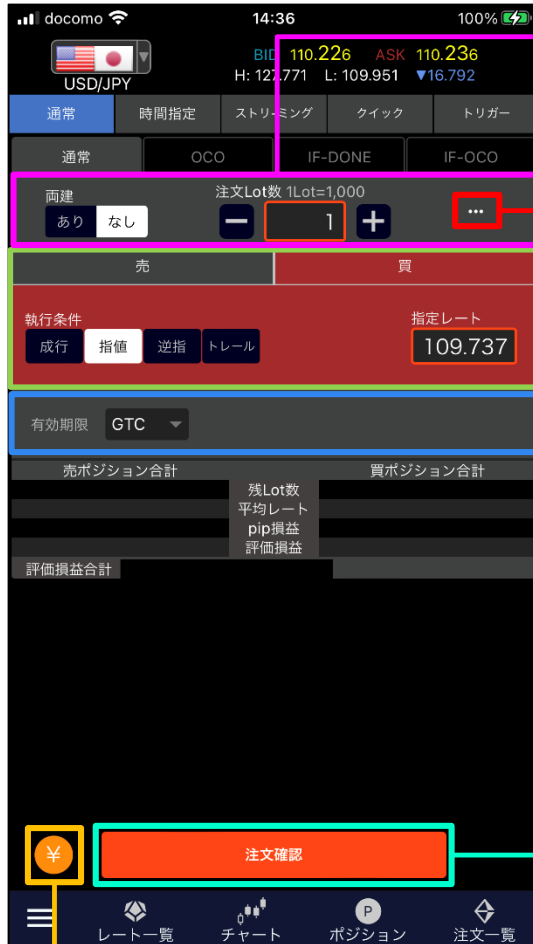 docomo 14:36 100%
BID 110.226 ASK 110.236
USD/JPY H: 127.771 L: 109.951 ▼16.792
通常 時間指定 ストリーミング クイック トリガー
通常 OCO IF-DONE IF-OCO
両建 注文Lot数 1Lot=1,000
あり なし − 1 + ...
売 買
執行条件 指定レート
成行 指値 逆指 トレール 109.737
有効期限 GTC
売ポジション合計 買ポジション合計
残Lot数
平均レート
pip損益
評価損益
評価損益合計
¥ 注文確認
P
レート一覧 チャート ポジション 注文一覧